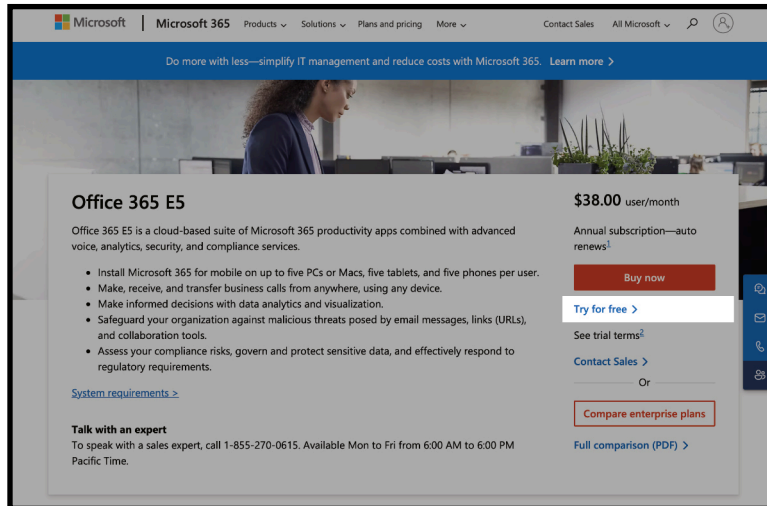 Microsoft
Microsoft 365
Products
Solutions
Plans and pricing
More
Contact Sales
All Microsoft
Do more with less—simplify IT management and reduce costs with Microsoft 365. Learn more >
Office 365 E5
Office 365 E5 is a cloud-based suite of Microsoft 365 productivity apps combined with advanced
voice, analytics, security, and compliance services.
• Install Microsoft 365 for mobile on up to five PCs or Macs, five tablets, and five phones per user.
• Make, receive, and transfer business calls from anywhere, using any device.
• Make informed decisions with data analytics and visualization.
• Safeguard your organization against malicious threats posed by email messages, links (URLs),
and collaboration tools.
• Assess your compliance risks, govern and protect sensitive data, and effectively respond to
regulatory requirements.
System requirements >
Talk with an expert
To speak with a sales expert, call 1-855-270-0615. Available Mon to Fri from 6:00 AM to 6:00 PM
Pacific Time.
$38.00 user/month
Annual subscription—auto
renews1
Buy now
Try for free >
See trial terms2
Contact Sales >
Or
Compare enterprise plans
Full comparison (PDF) >